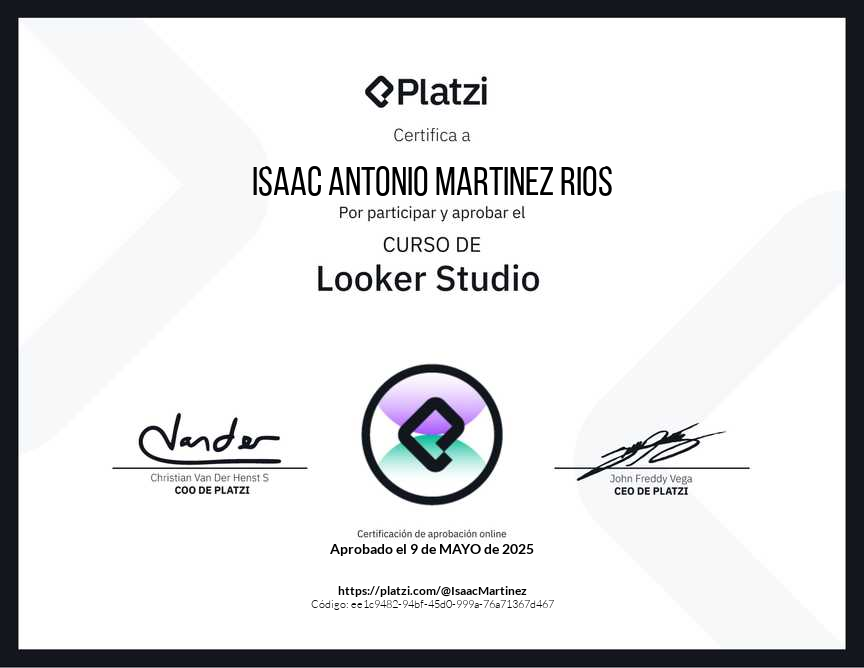 Platzi
Certifica a
ISAAC ANTONIO MARTINEZ RIOS
Por participar y aprobar el
CURSO DE
Looker Studio
Vander
Christian Van Der Henst S
COO DE PLATZI
John Freddy Vega
CEO DE PLATZI
Certificación de aprobación online
Aprobado el 9 de MAYO de 2025
https://platzi.com/@IsaacMartinez
Código: ee1c9482-94bf-45d0-999a-76a71367d467